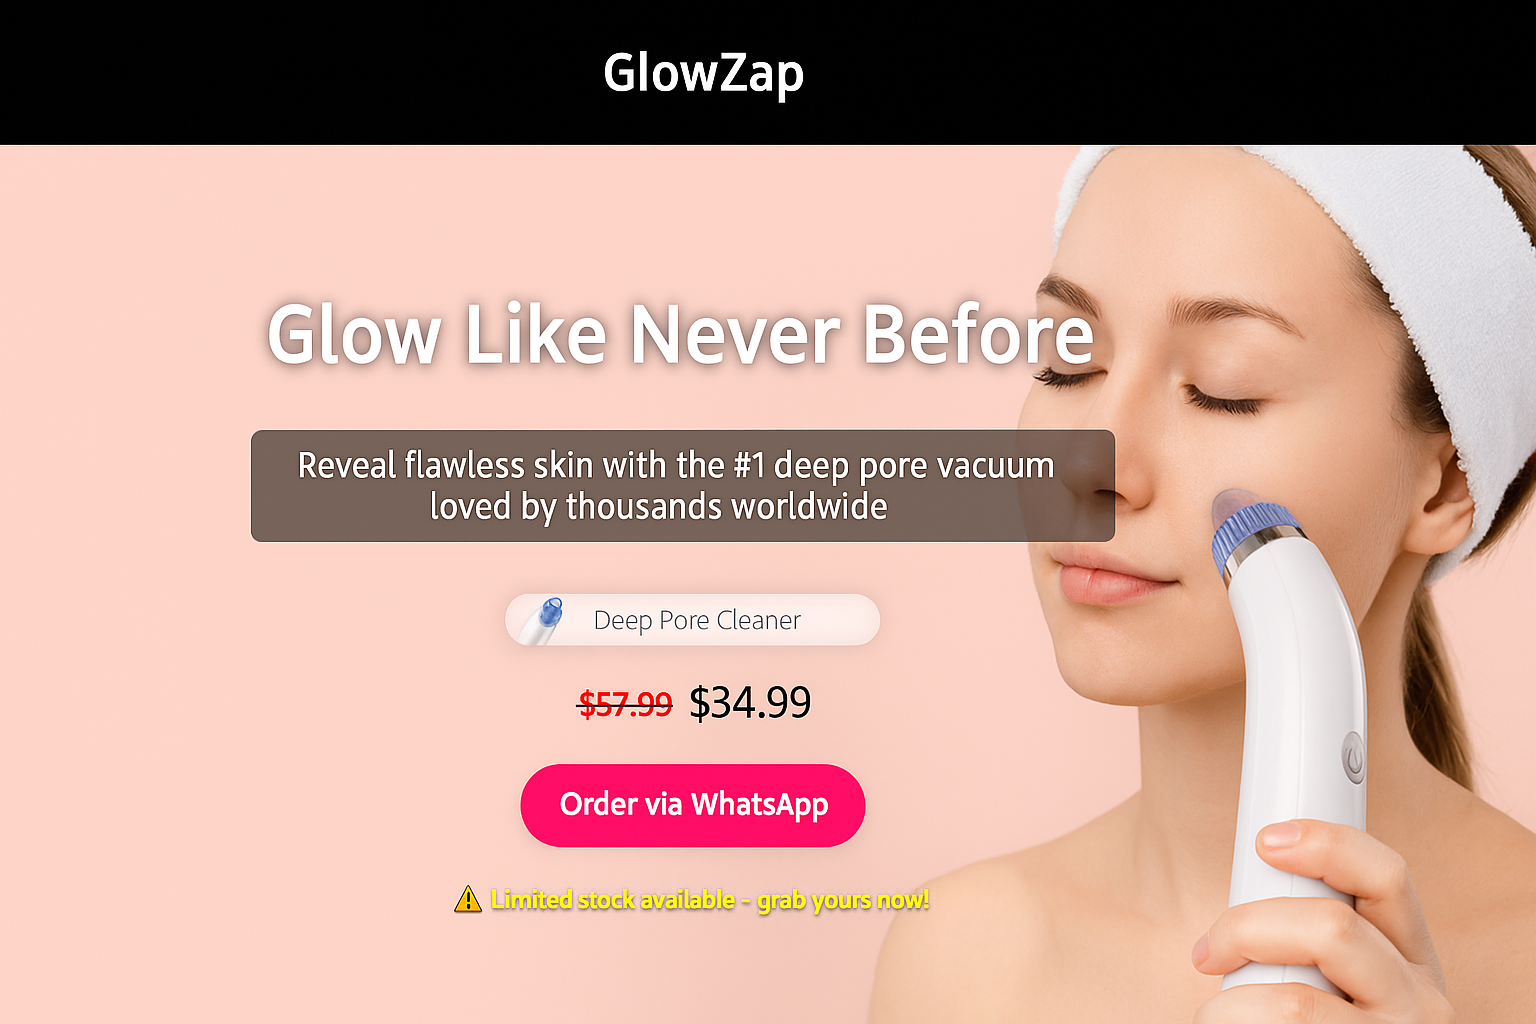 GlowZap
Glow Like Never Before
Reveal flawless skin with the #1 deep pore vacuum
loved by thousands worldwide
Deep Pore Cleaner
$57.99 $34.99
Order via WhatsApp
⚠ Limited stock available - grab yours now!